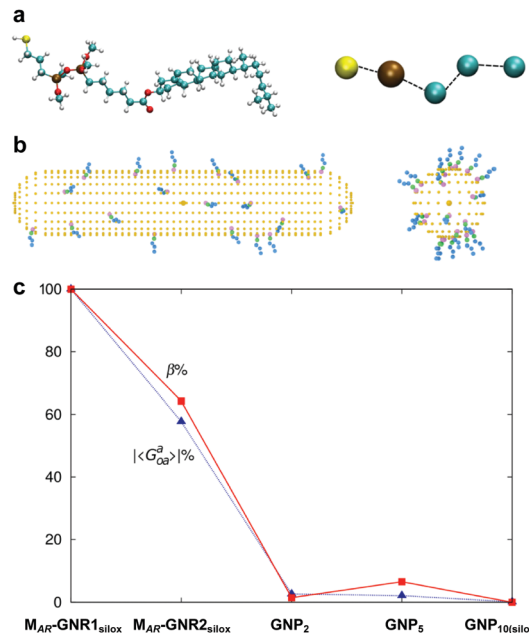 a
b
c
100
80
60
40
20
0
β%
|<G^a_oa>|%
M_AR-GNR1_silox
M_AR-GNR2_silox
GNP_2
GNP_5
GNP_10(silo